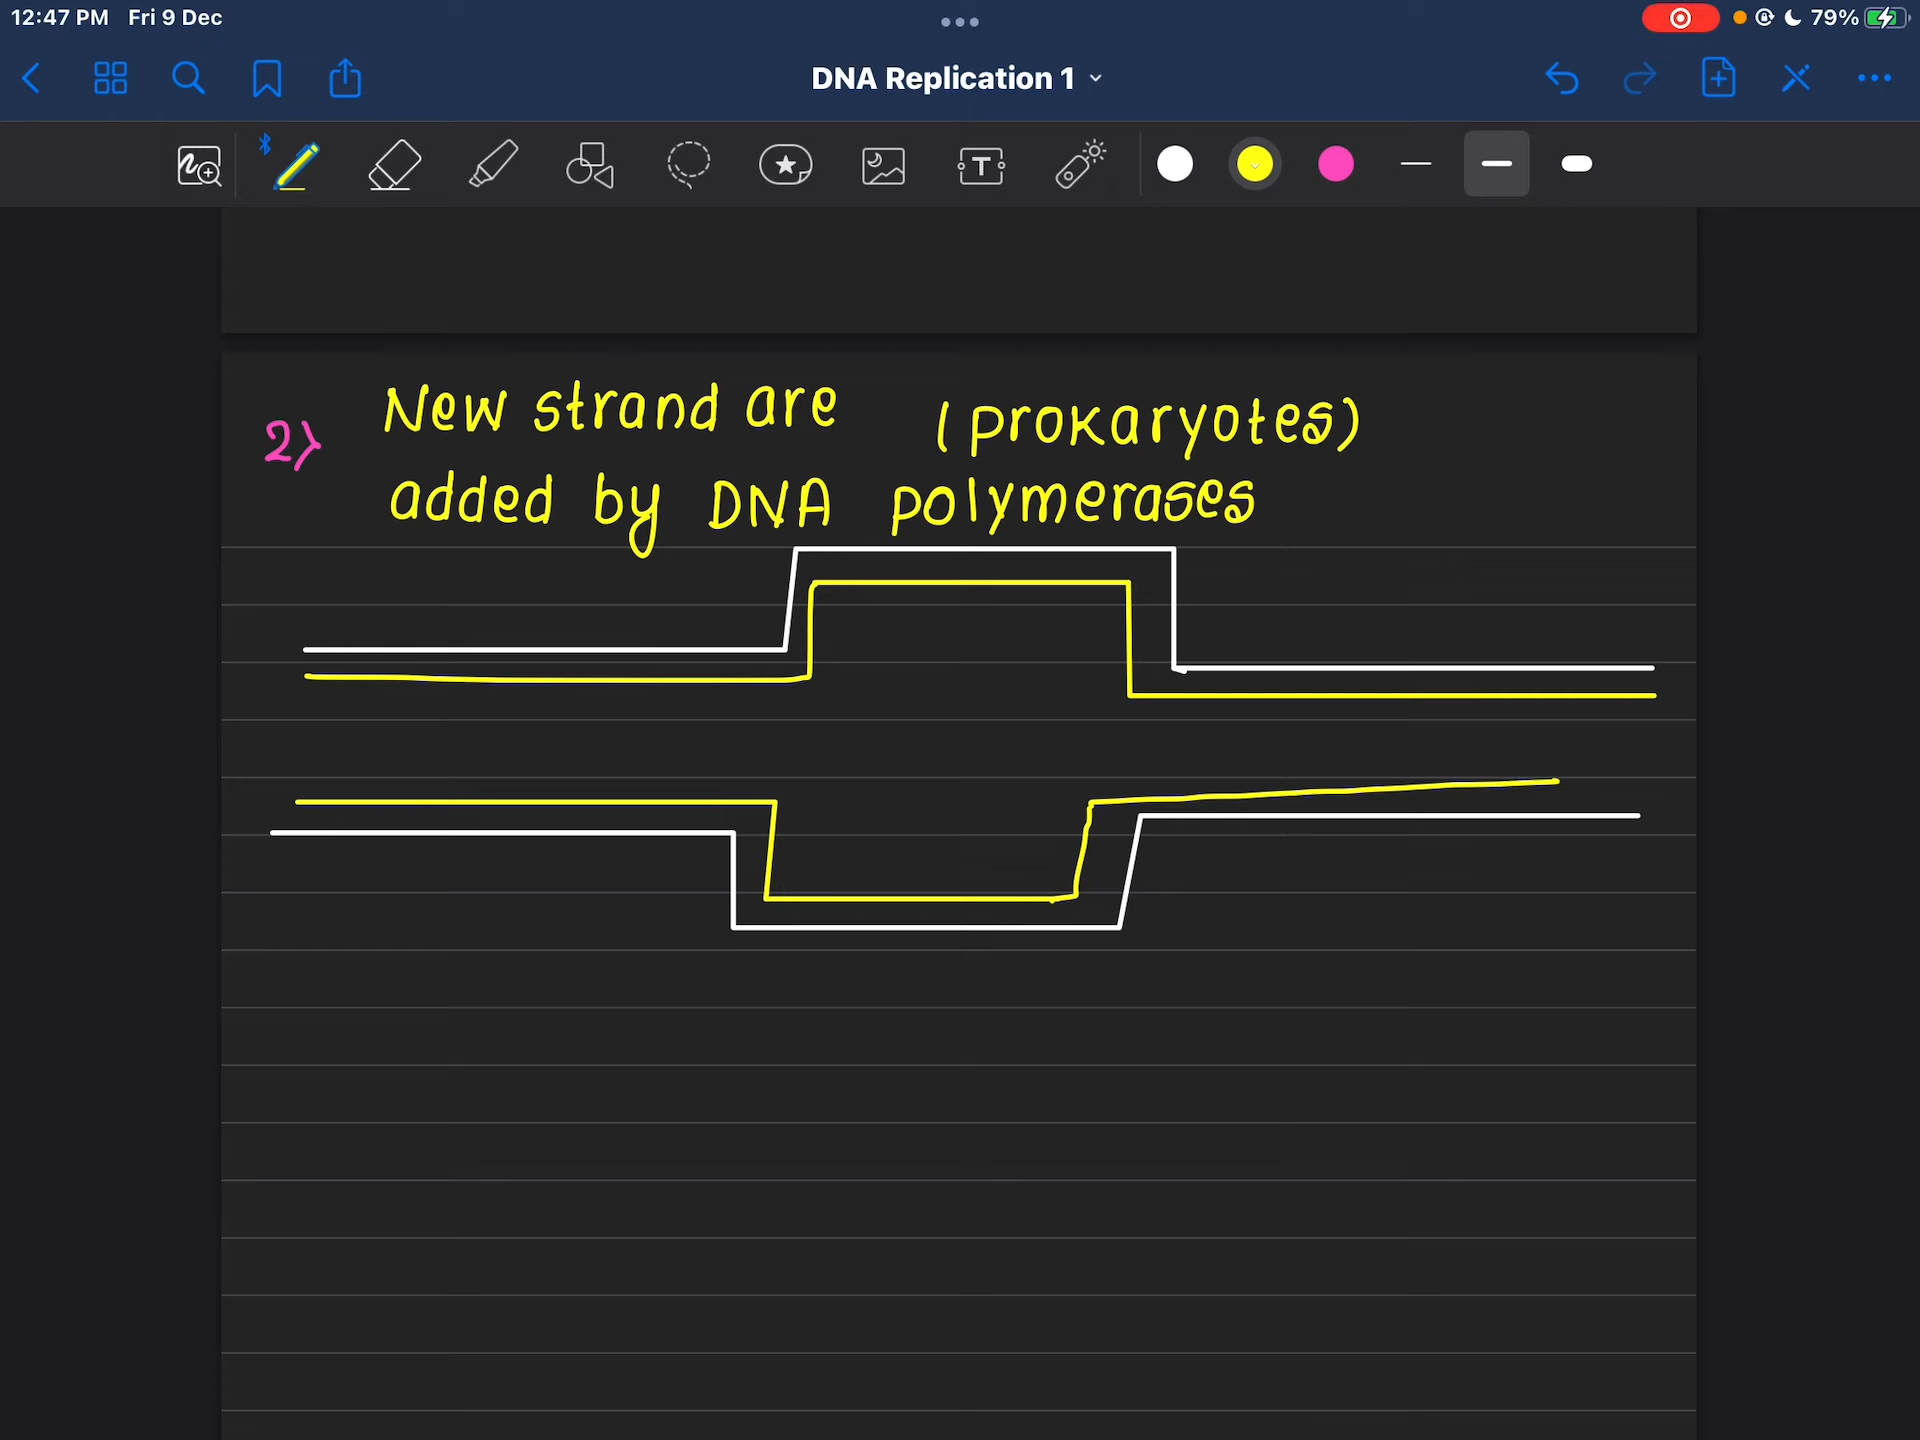 12:47 PM Fri 9 Dec
79%
DNA Replication 1
T
2) New strand are (prokaryotes)
added by DNA polymerases